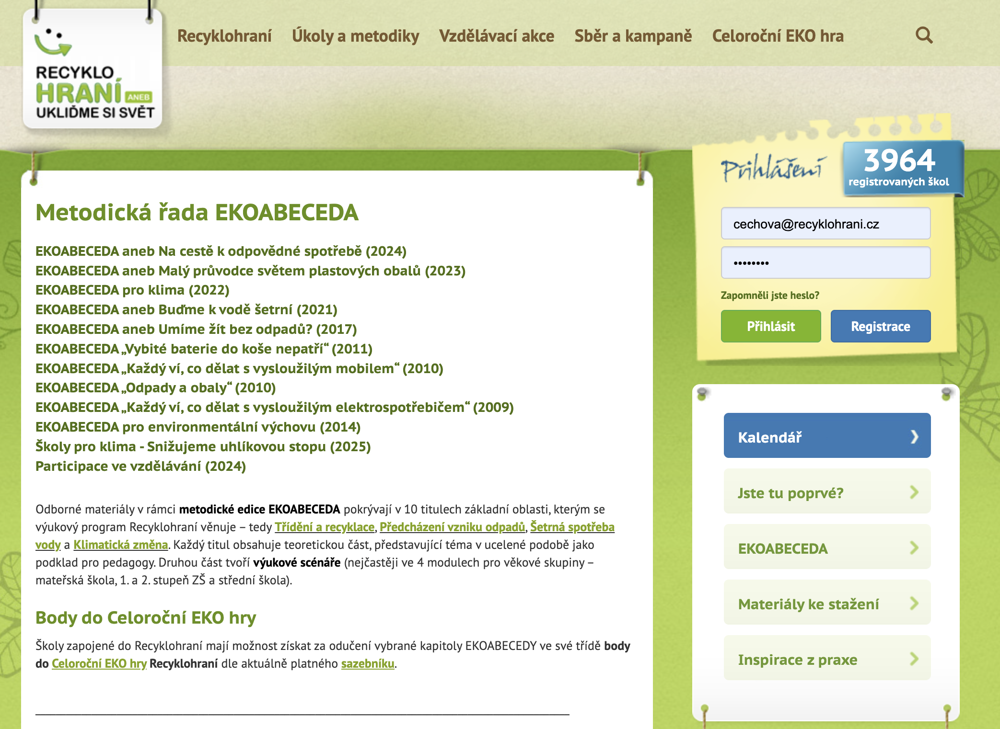 RECYKLO
HRANÍ ANEB
UKLIĎME SI SVĚT
Recyklohraní Úkoly a metodiky Vzdělávací akce Sběr a kampaně Celoroční EKO hra
Metodická řada EKOABECEDA
EKOABECEDA aneb Na cestě k odpovědné spotřebě (2024)
EKOABECEDA aneb Malý průvodce světem plastových obalů (2023)
EKOABECEDA pro klima (2022)
EKOABECEDA aneb Buďme k vodě šetrní (2021)
EKOABECEDA aneb Umíme žít bez odpadů? (2017)
EKOABECEDA „Vybité baterie do koše nepatří“ (2011)
EKOABECEDA „Každý ví, co dělat s vysloužilým mobilem“ (2010)
EKOABECEDA „Odpady a obaly“ (2010)
EKOABECEDA „Každý ví, co dělat s vysloužilým elektrospotřebičem“ (2009)
EKOABECEDA pro environmentální výchovu (2014)
Školy pro klima - Snižujeme uhlíkovou stopu (2025)
Participace ve vzdělávání (2024)
Odborné materiály v rámci metodické edice EKOABECEDA pokrývají v 10 titulech základní oblasti, kterým se
výukový program Recyklohraní věnuje – tedy Třídění a recyklace, Předcházení vzniku odpadů, Šetrná spotřeba
vody a Klimatická změna. Každý titul obsahuje teoretickou část, představující téma v ucelené podobě jako
podklad pro pedagogy. Druhou část tvoří výukové scénáře (nejčastěji ve 4 modulech pro věkové skupiny –
mateřská škola, 1. a 2. stupeň ZŠ a střední škola).
Body do Celoroční EKO hry
Školy zapojené do Recyklohraní mají možnost získat za odučení vybrané kapitoly EKOABECEDY ve své třídě body
do Celoroční EKO hry Recyklohraní dle aktuálně platného sazebníku.
Přihlášení
3964
registrovaných škol
cechova@recyklohrani.cz
••••••••
Zapomněli jste heslo?
Přihlásit Registrace
Kalendář
Jste tu poprvé?
EKOABECEDA
Materiály ke stažení
Inspirace z praxe